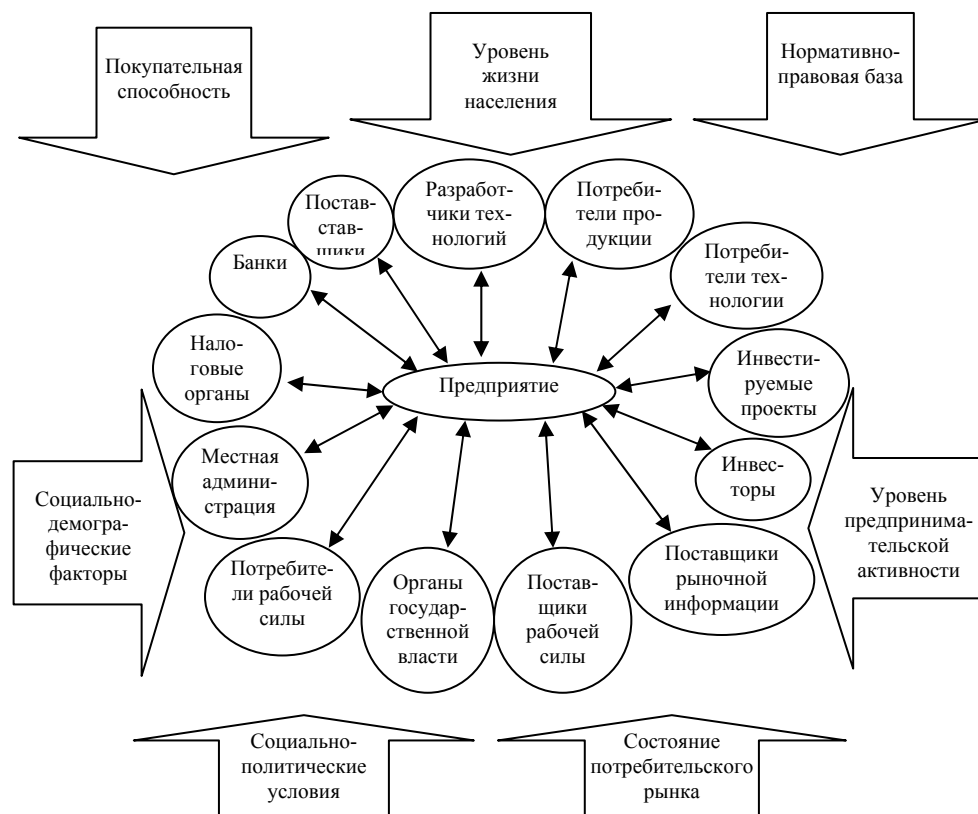 Покупательная
способность
Уровень
жизни
населения
Нормативно-
правовая база
Постав-
став-
щики
Разработ-
чики тех-
нологий
Потреби-
тели про-
дукции
Банки
Потреби-
тели тех-
нологии
Нало-
говые
органы
Предприятие
Инвести-
руемые
проекты
Местная
админи-
страция
Инвес-
торы
Социально-
демогра-
фические
факторы
Уровень
предпринима-
тельской
активности
Потребите-
ли рабочей
силы
Органы
государ-
ственной
власти
Постав-
щики
рабочей
силы
Поставщики
рыночной
информации
Социально-
политические
условия
Состояние
потребительского
рынка